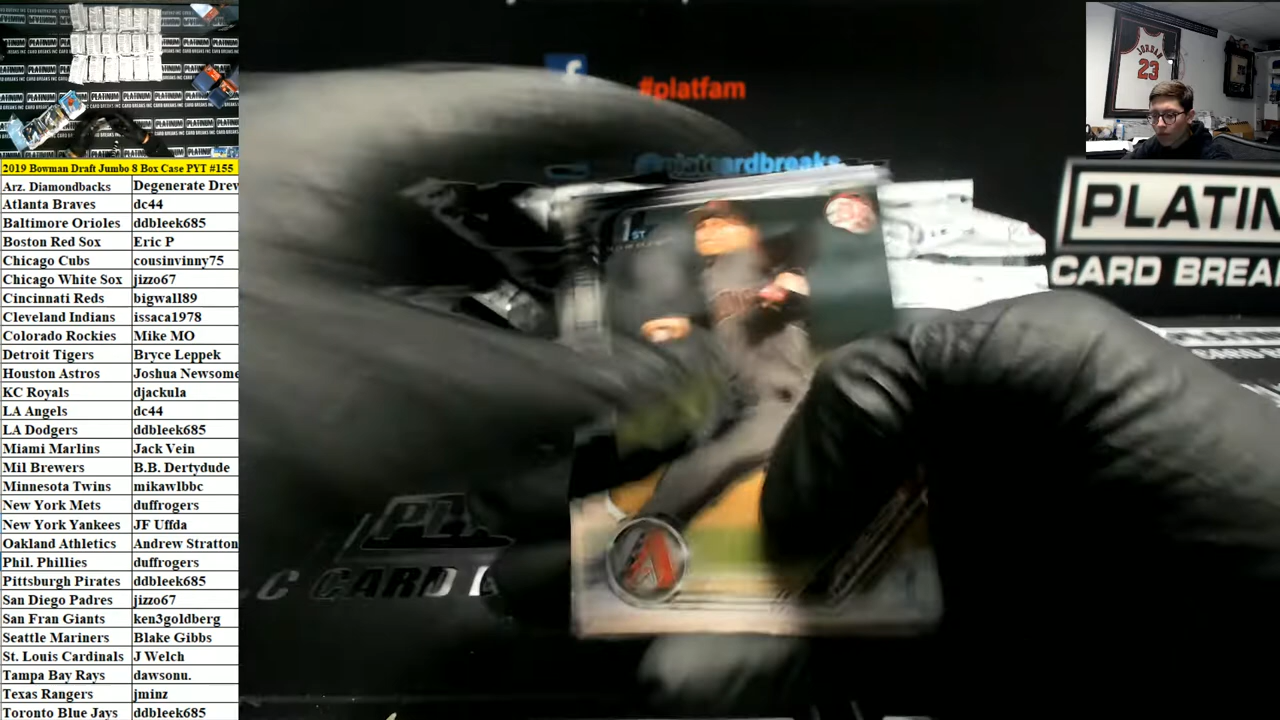 2019 Bowman Draft Jumbo 8 Box Case PYT #155
Arz. Diamondbacks Degenerate Drew
Atlanta Braves dc44
Baltimore Orioles ddbleek685
Boston Red Sox Eric P
Chicago Cubs cousinvinny75
Chicago White Sox jizzo67
Cincinnati Reds bigwall89
Cleveland Indians issaca1978
Colorado Rockies Mike MO
Detroit Tigers Bryce Leppek
Houston Astros Joshua Newsome
KC Royals djackula
LA Angels dc44
LA Dodgers ddbleek685
Miami Marlins Jack Vein
Mil Brewers B.B. Dertydude
Minnesota Twins mikawlbbc
New York Mets duffrogers
New York Yankees JF Uffda
Oakland Athletics Andrew Stratton
Phil. Phillies duffrogers
Pittsburgh Pirates ddbleek685
San Diego Padres jizzo67
San Fran Giants ken3goldberg
Seattle Mariners Blake Gibbs
St. Louis Cardinals J Welch
Tampa Bay Rays dawsonu.
Texas Rangers jminz
Toronto Blue Jays ddbleek685
#platfam
PLATIN
CARD BREA
JORDAN
23